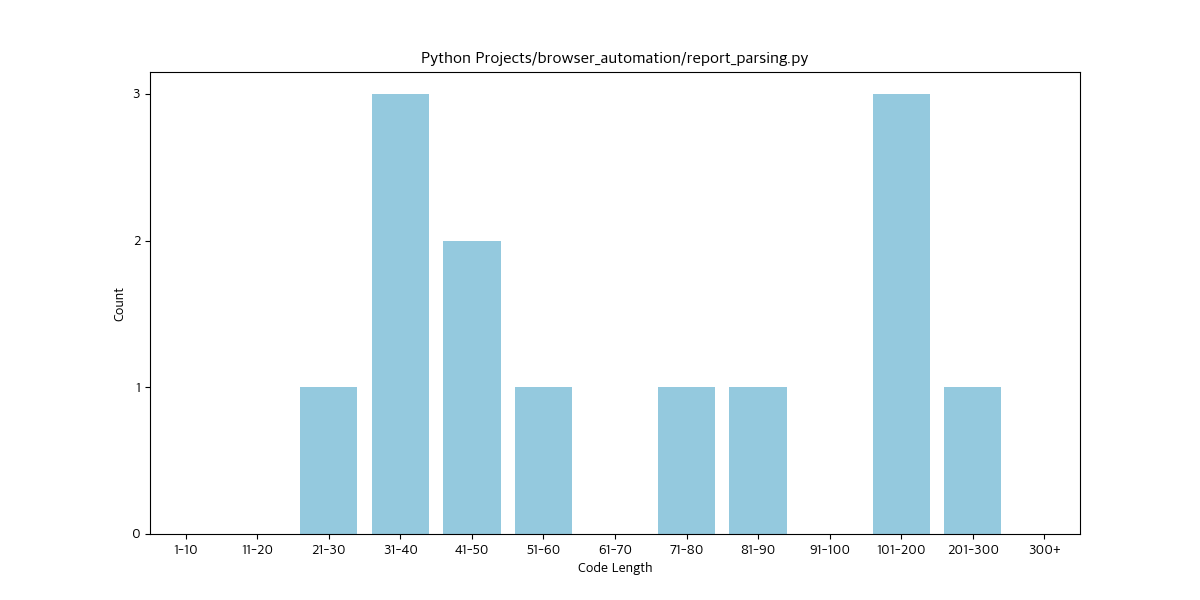 Python Projects/browser_automation/report_parsing.py
3
2
1
0
Count
1-10 11-20 21-30 31-40 41-50 51-60 61-70 71-80 81-90 91-100 101-200 201-300 300+
Code Length